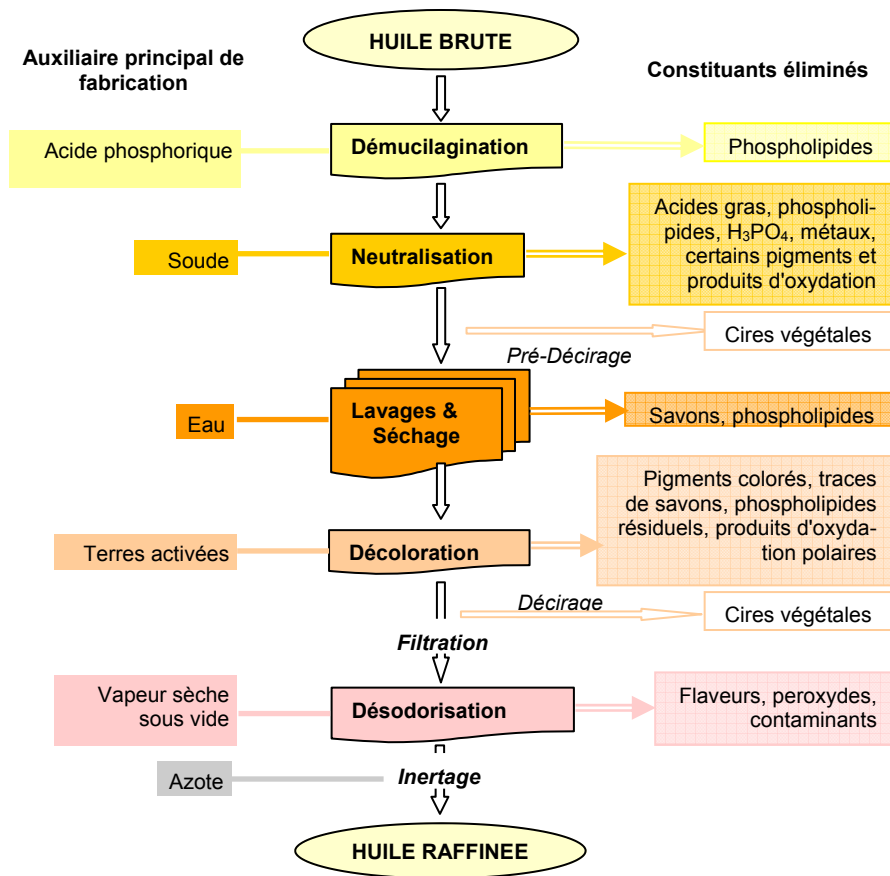 HUILE BRUTE
Auxiliaire principal de
fabrication
Constituants éliminés
Acide phosphorique
Démucilagination
Phospholipides
Soude
Neutralisation
Acides gras, phospholi-
pides, H₃PO₄, métaux,
certains pigments et
produits d'oxydation
Pré-Décirage
Cires végétales
Eau
Lavages &
Séchage
Savons, phospholipides
Terres activées
Décoloration
Pigments colorés, traces
de savons, phospholipides
résiduels, produits d'oxyda-
tion polaires
Décirage
Cires végétales
Filtration
Vapeur sèche
sous vide
Désodorisation
Flaveurs, peroxydes,
contaminants
Azote
Inertage
HUILE RAFFINEE